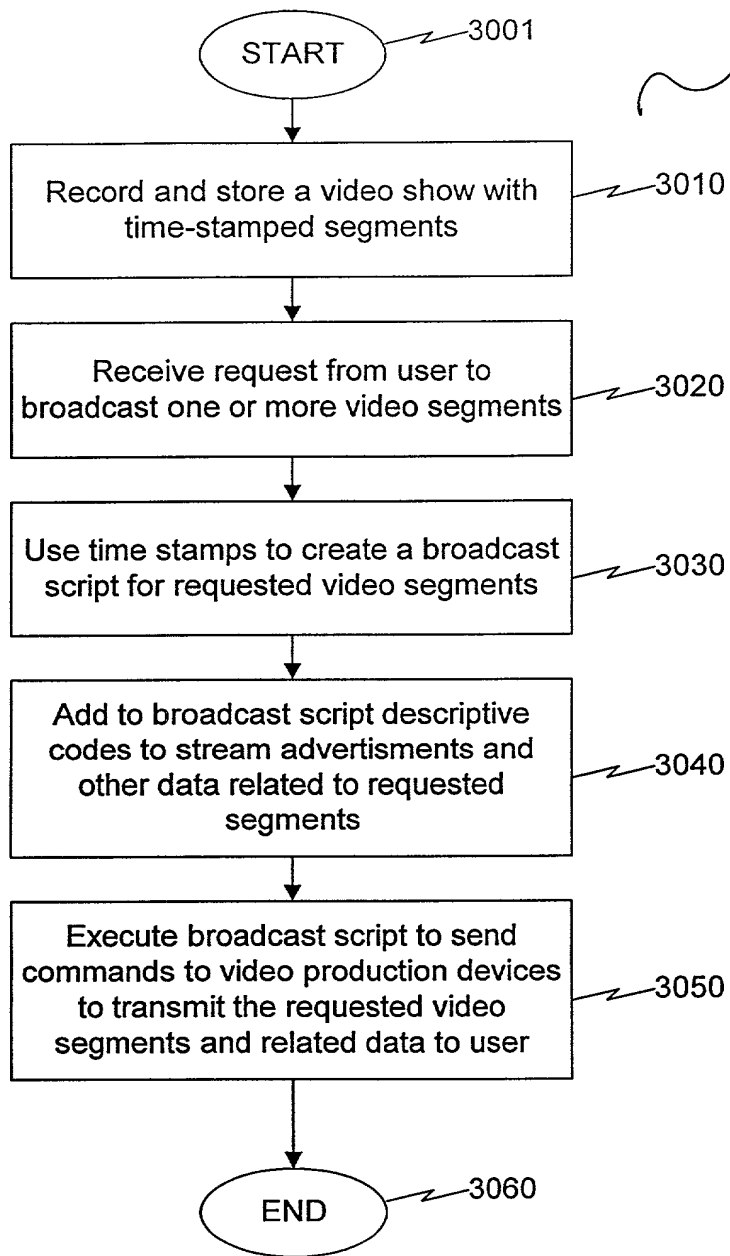 START
3001
Record and store a video show with
time-stamped segments
3010
Receive request from user to
broadcast one or more video segments
3020
Use time stamps to create a broadcast
script for requested video segments
3030
Add to broadcast script descriptive
codes to stream advertisments and
other data related to requested
segments
3040
Execute broadcast script to send
commands to video production devices
to transmit the requested video
segments and related data to user
3050
END
3060